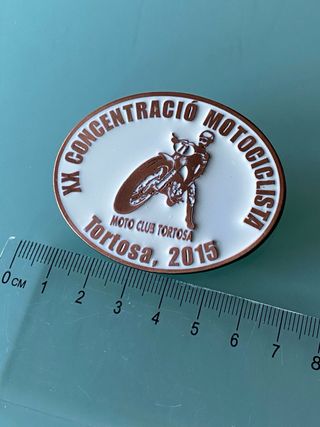 XX CONCENTRACIÓ MOTOCICLISTA
MOTO CLUB TORTOSA
Tortosa, 2015
0 CM 1 2 3 4 5 6 7 8